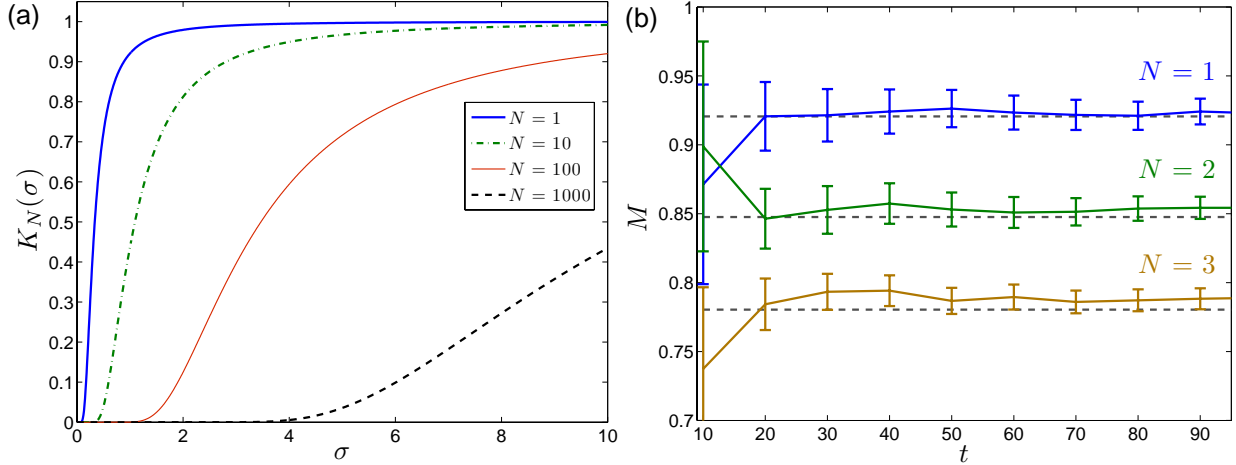 (a)
1
0.9
0.8
0.7
0.6
0.5
0.4
0.3
0.2
0.1
0
K_N(σ)
N = 1
N = 10
N = 100
N = 1000
0 2 4 6 8 10
σ
(b)
1
0.95
0.9
0.85
0.8
0.75
0.7
M
N = 1
N = 2
N = 3
10 20 30 40 50 60 70 80 90
t